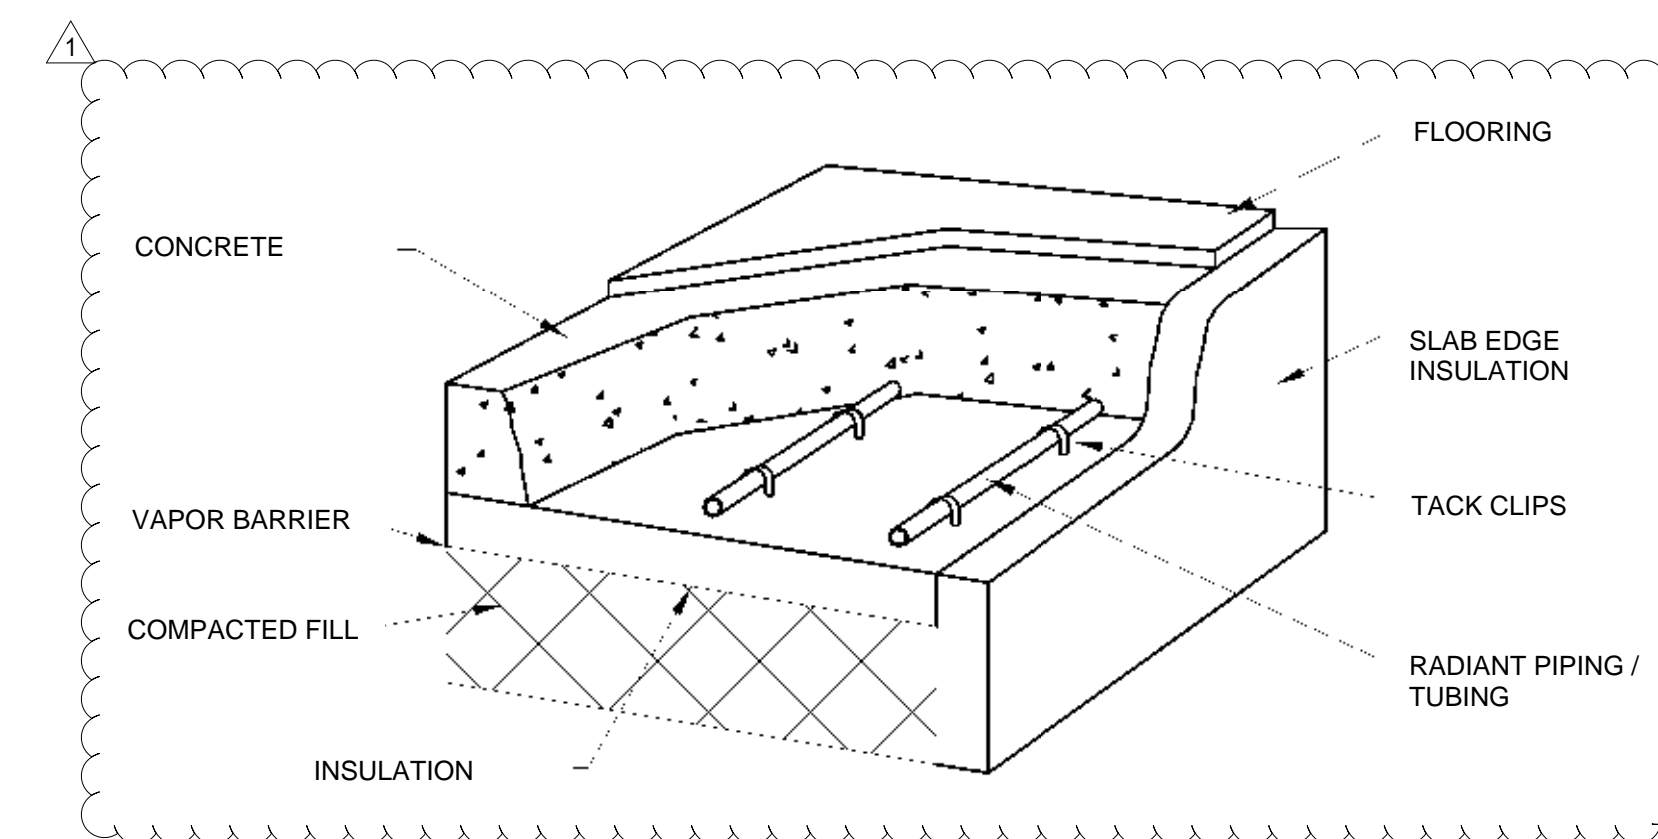 1
FLOORING
CONCRETE
SLAB EDGE
INSULATION
TACK CLIPS
VAPOR BARRIER
COMPACTED FILL
RADIANT PIPING /
TUBING
INSULATION